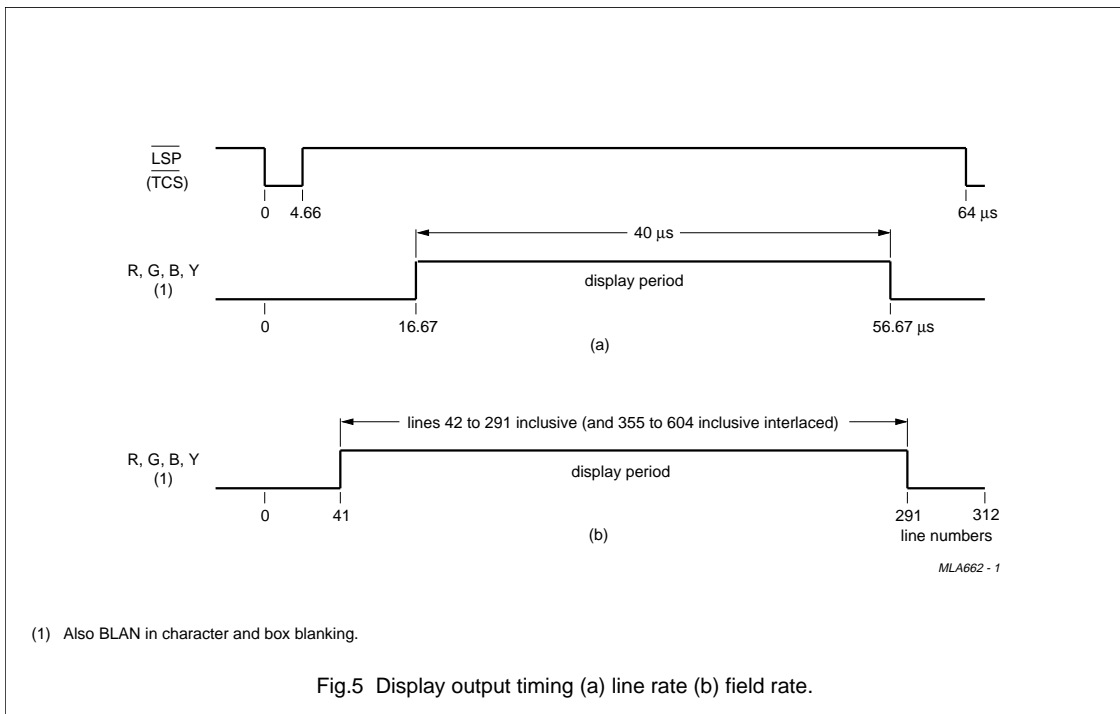 LSP
(TCS)
0 4.66 64 µs
40 µs
R, G, B, Y
(1)
display period
0 16.67 56.67 µs
(a)
lines 42 to 291 inclusive (and 355 to 604 inclusive interlaced)
R, G, B, Y
(1)
display period
0 41 291 312
(b)
line numbers
MLA662 - 1
(1) Also BLAN in character and box blanking.
Fig.5 Display output timing (a) line rate (b) field rate.